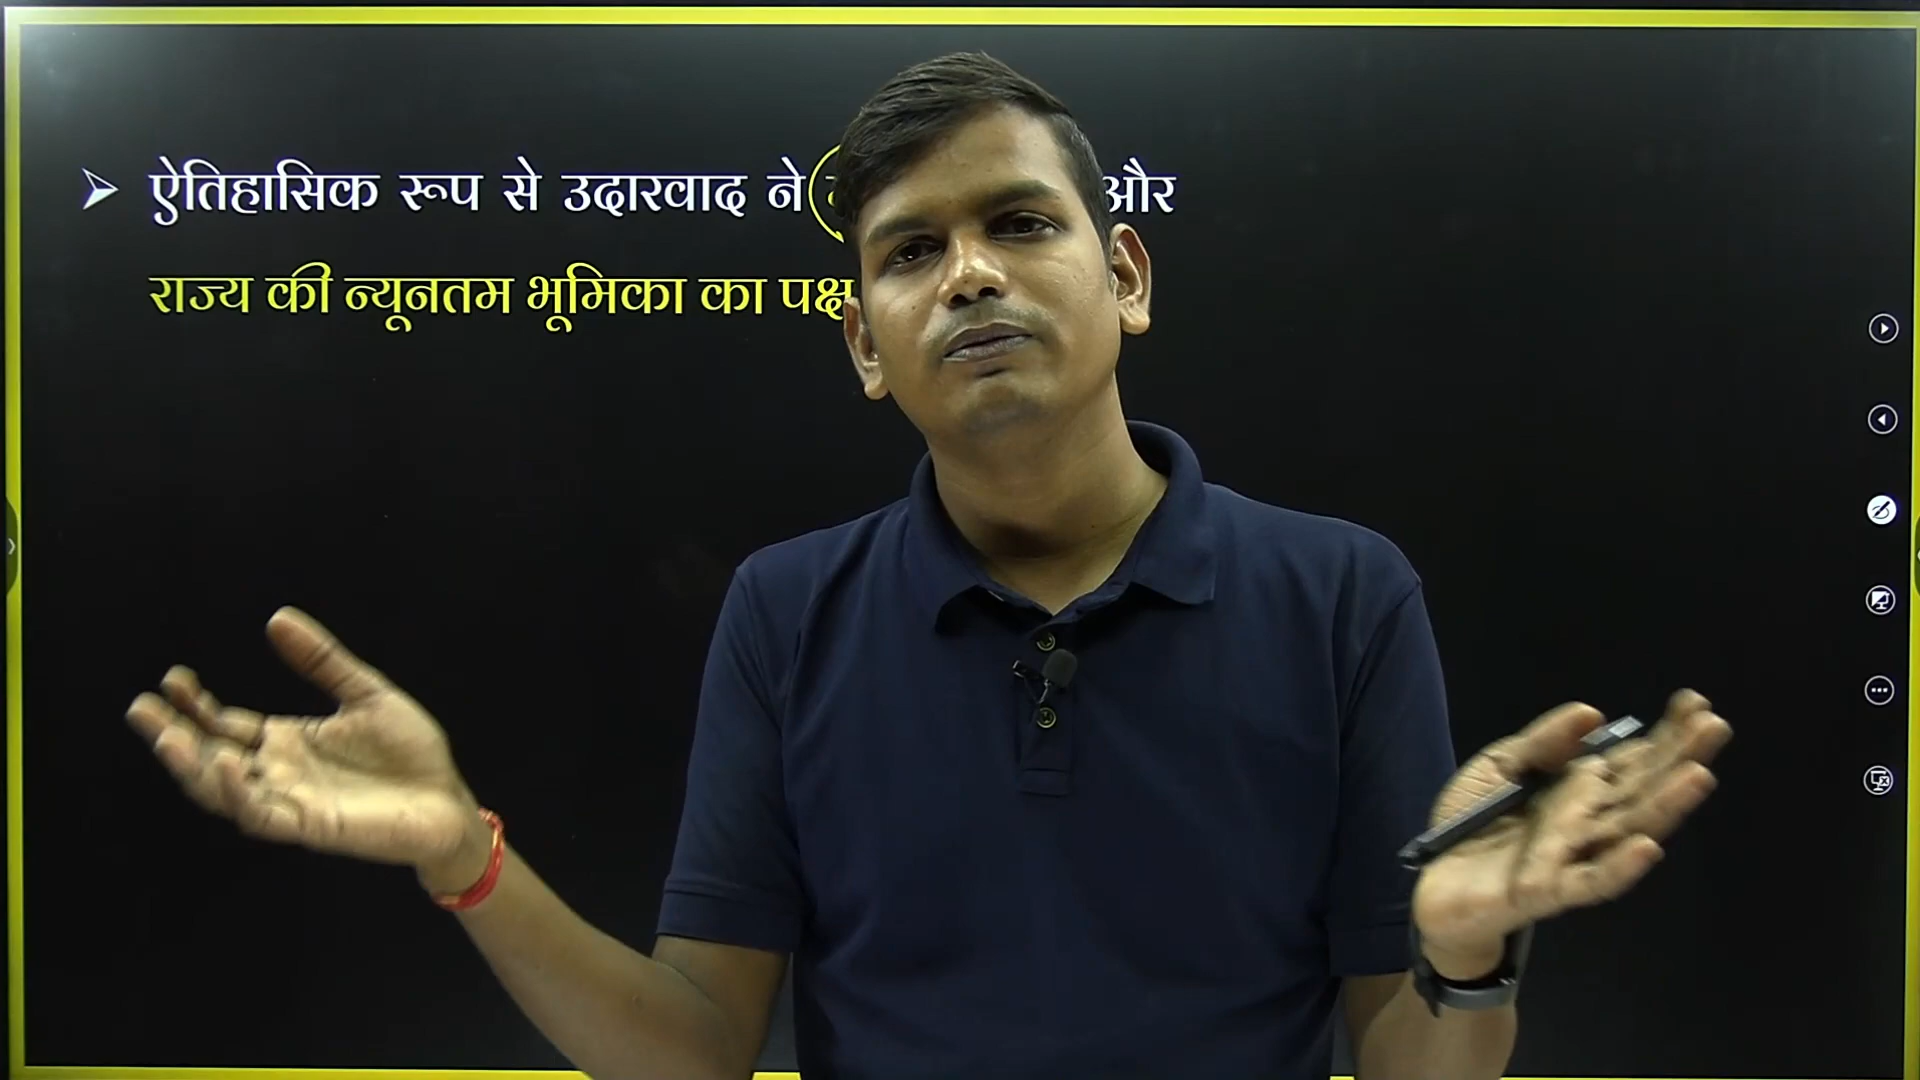 ऐतिहासिक रूप से उदारवाद ने और
राज्य की न्यूनतम भूमिका का पक्ष